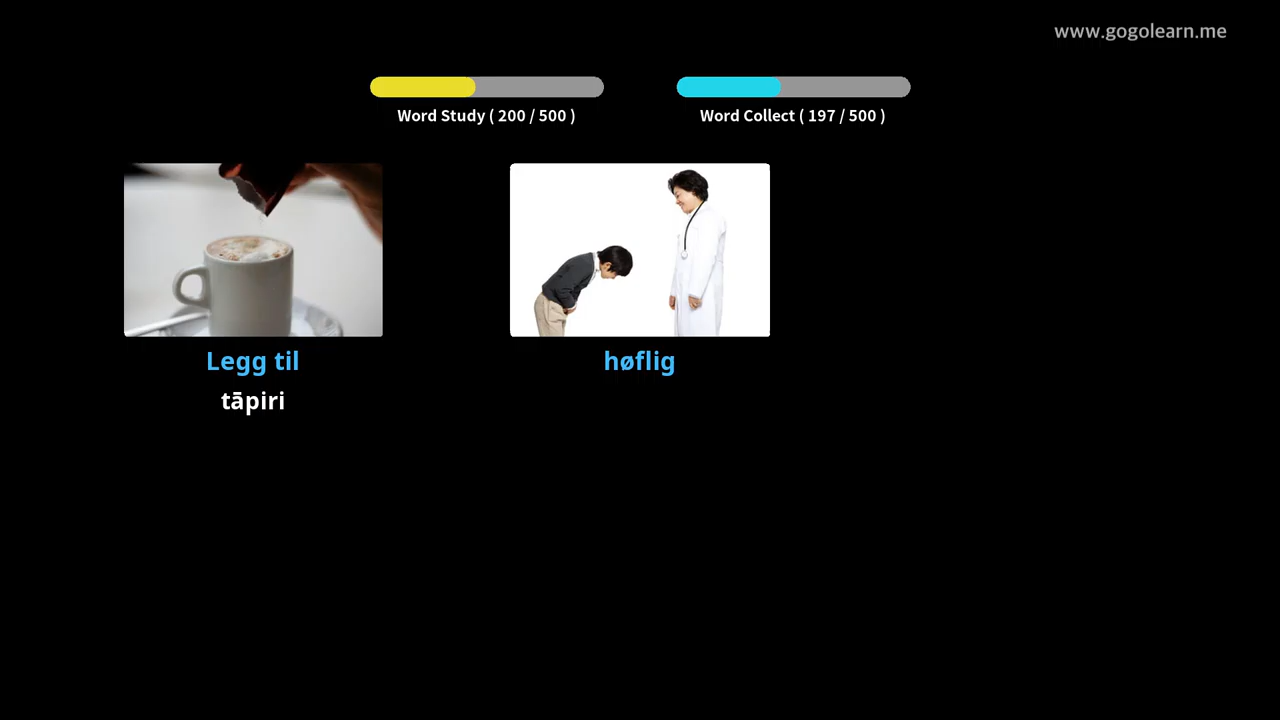 www.gogolearn.me
Word Study ( 200 / 500 )
Word Collect ( 197 / 500 )
Legg til
høflig
tāpiri